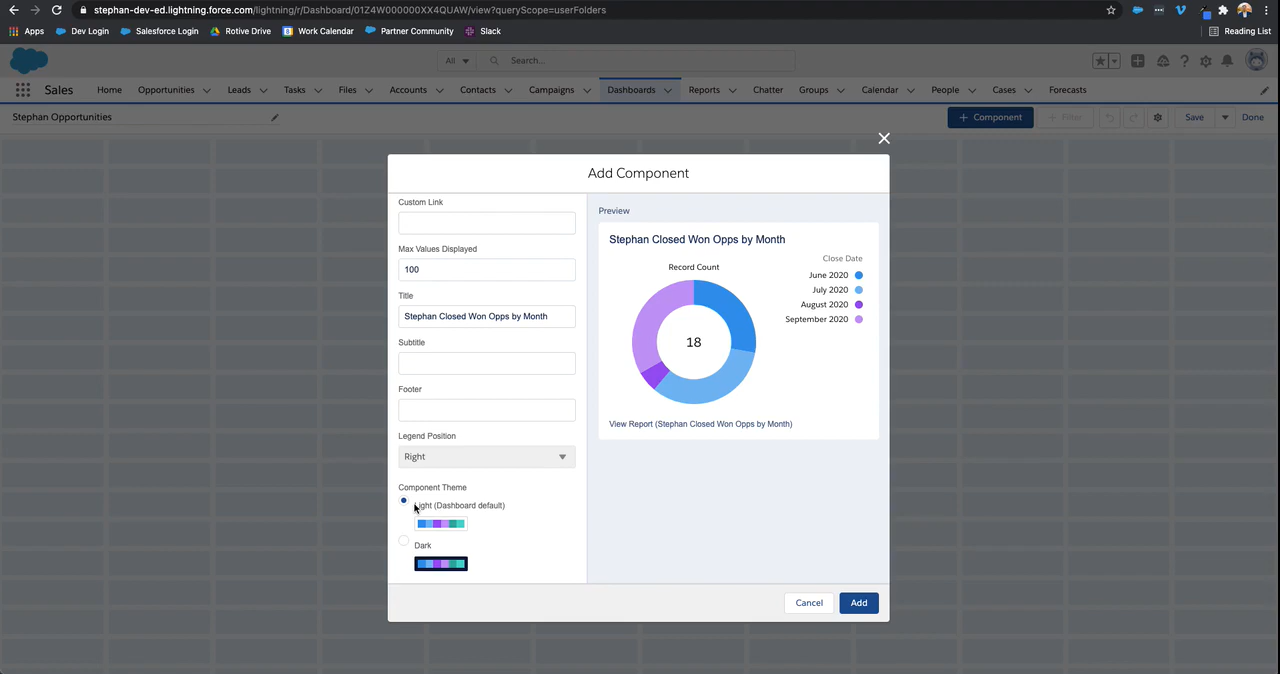 stephan-dev-ed.lightning.force.com/lightning/r/Dashboard/01Z4W000000XX4QUAW/view?queryScope=userFolders
Apps Dev Login Salesforce Login Rotive Drive Work Calendar Partner Community Slack Reading List
All Search...
Sales Home Opportunities Leads Tasks Files Accounts Contacts Campaigns Dashboards Reports Chatter Groups Calendar People Cases Forecasts
Stephan Opportunities + Component + Filter Save Done
Add Component
Custom Link
Max Values Displayed
100
Title
Stephan Closed Won Opps by Month
Subtitle
Footer
Legend Position
Right
Component Theme
Light (Dashboard default)
Dark
Preview
Stephan Closed Won Opps by Month
Close Date
Record Count
June 2020
July 2020
August 2020
September 2020
18
View Report (Stephan Closed Won Opps by Month)
Cancel Add